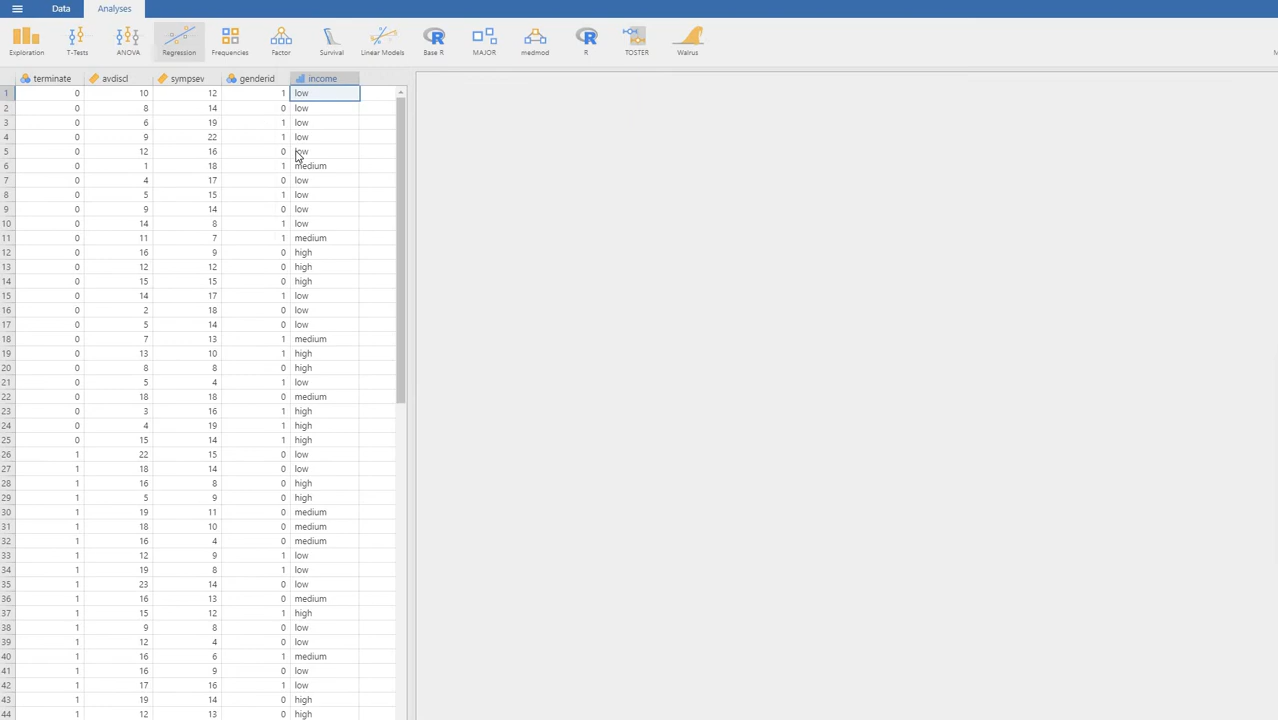 Data Analyses
Exploration T-Tests ANOVA Regression Frequencies Factor Survival Linear Models Base R MAJOR medmod R TOSTER Walrus
terminate avdiscl sympsev genderid income
1 0 10 12 1 low
2 0 8 14 0 low
3 0 6 19 1 low
4 0 9 22 1 low
5 0 12 16 0 low
6 0 1 18 1 medium
7 0 4 17 0 low
8 0 5 15 1 low
9 0 9 14 0 low
10 0 14 8 1 low
11 0 11 7 1 medium
12 0 16 9 0 high
13 0 12 12 0 high
14 0 15 15 0 high
15 0 14 17 1 low
16 0 2 18 0 low
17 0 5 14 0 low
18 0 7 13 1 medium
19 0 13 10 1 high
20 0 8 8 0 high
21 0 5 4 1 low
22 0 18 18 0 medium
23 0 3 16 1 high
24 0 4 19 1 high
25 0 15 14 1 high
26 1 22 15 0 low
27 1 18 14 0 low
28 1 16 8 0 high
29 1 5 9 0 high
30 1 19 11 0 medium
31 1 18 10 0 medium
32 1 16 4 0 medium
33 1 12 9 1 low
34 1 19 8 1 low
35 1 23 14 0 low
36 1 16 13 0 medium
37 1 15 12 1 high
38 1 9 8 0 low
39 1 12 4 0 low
40 1 16 6 1 medium
41 1 16 9 0 low
42 1 17 16 1 low
43 1 19 14 0 high
44 1 12 13 0 high